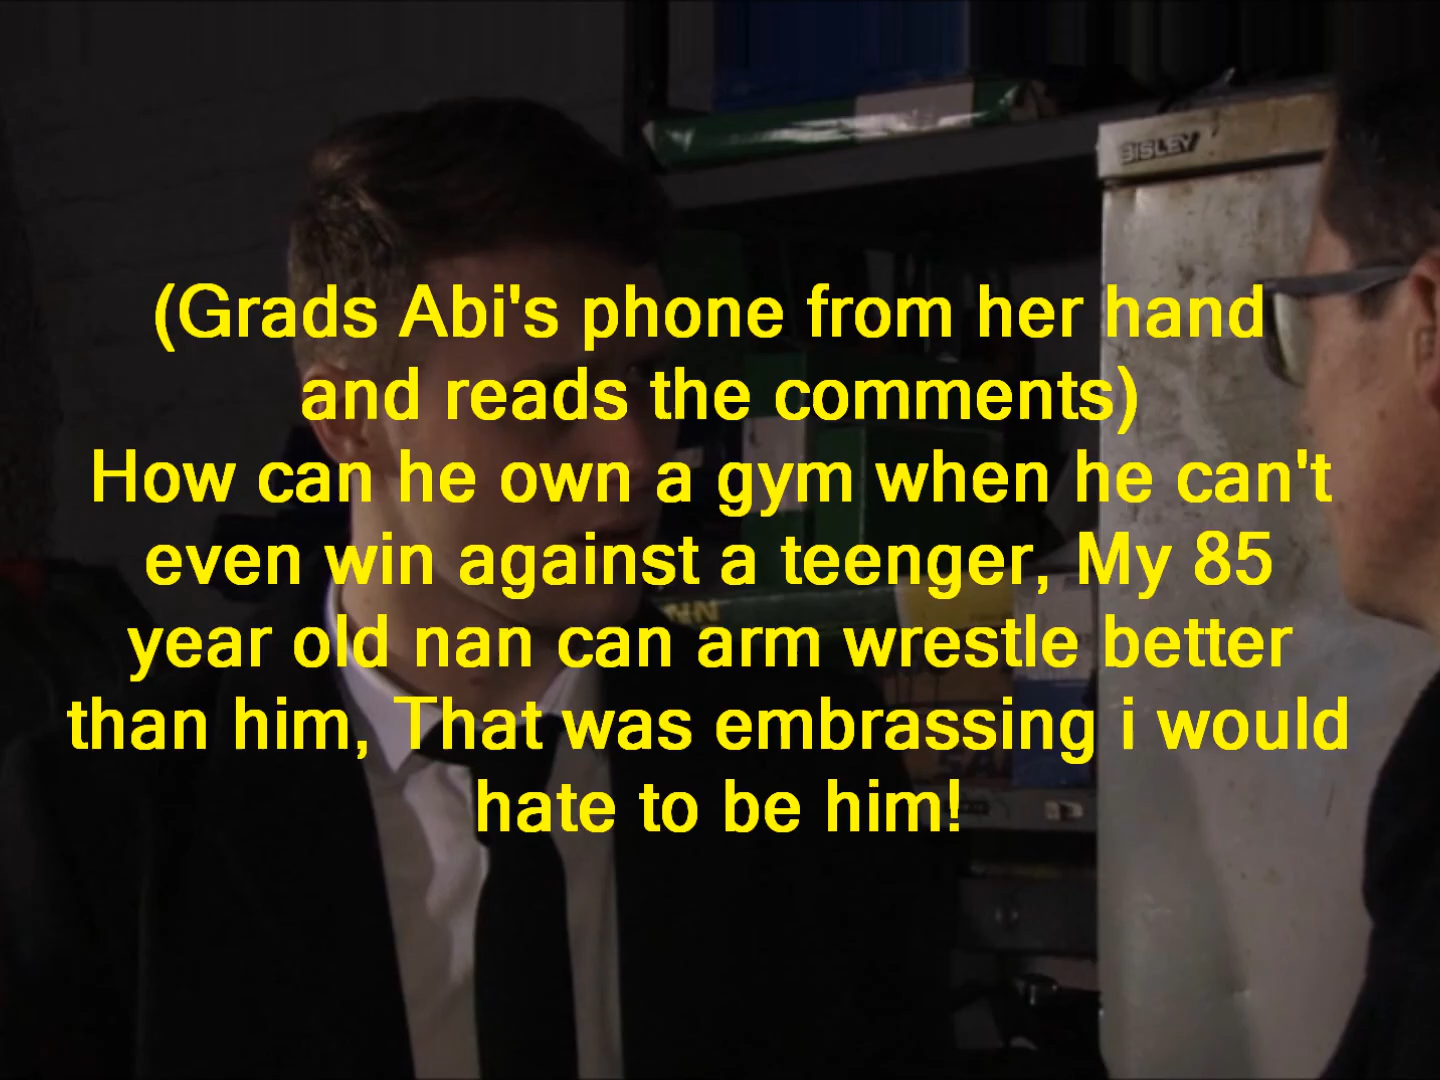 BISLEY
(Grads Abi's phone from her hand
and reads the comments)
How can he own a gym when he can't
even win against a teenger, My 85
year old nan can arm wrestle better
than him, That was embrassing i would
hate to be him!